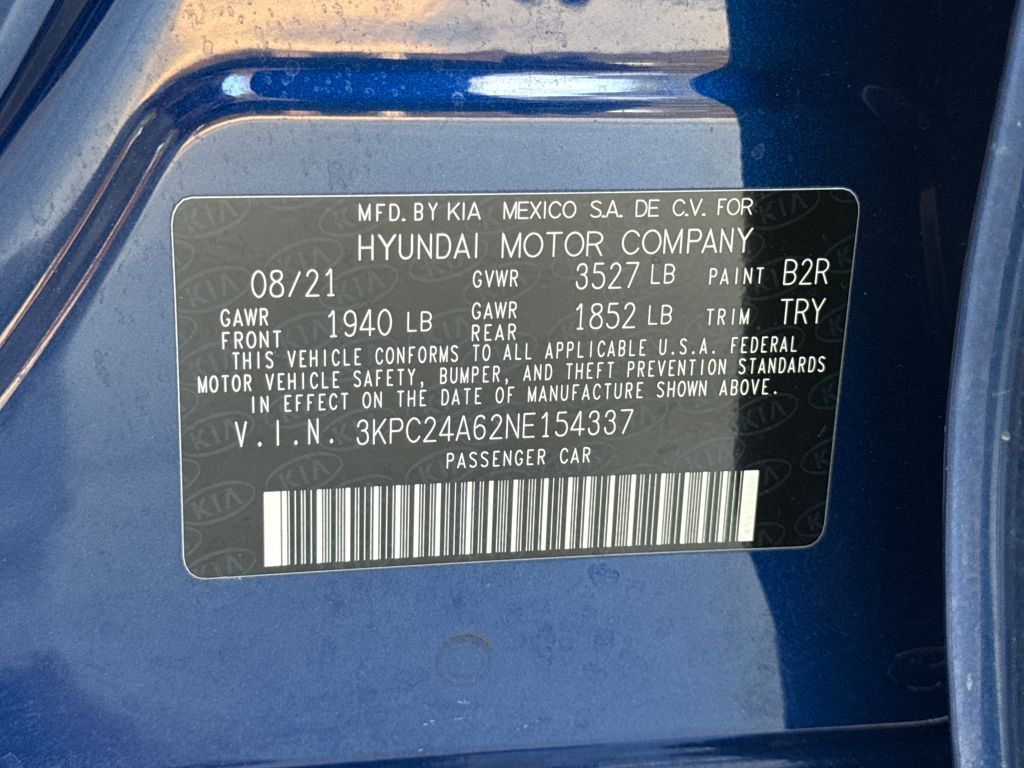 MFD. BY KIA MEXICO S.A. DE C.V. FOR
HYUNDAI MOTOR COMPANY
08/21 GVWR 3527 LB PAINT B2R
GAWR FRONT 1940 LB GAWR REAR 1852 LB TRIM TRY
THIS VEHICLE CONFORMS TO ALL APPLICABLE U.S.A. FEDERAL
MOTOR VEHICLE SAFETY, BUMPER, AND THEFT PREVENTION STANDARDS
IN EFFECT ON THE DATE OF MANUFACTURE SHOWN ABOVE.
V.I.N. 3KPC24A62NE154337
PASSENGER CAR